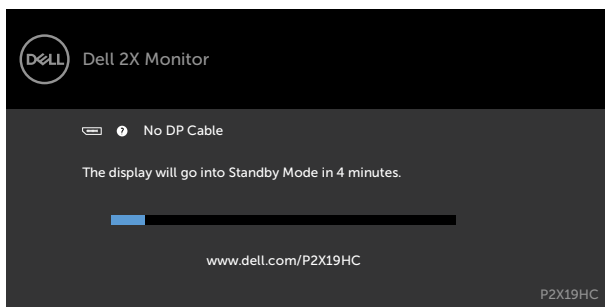 DELL
Dell 2X Monitor
No DP Cable
The display will go into Standby Mode in 4 minutes.
www.dell.com/P2X19HC
P2X19HC